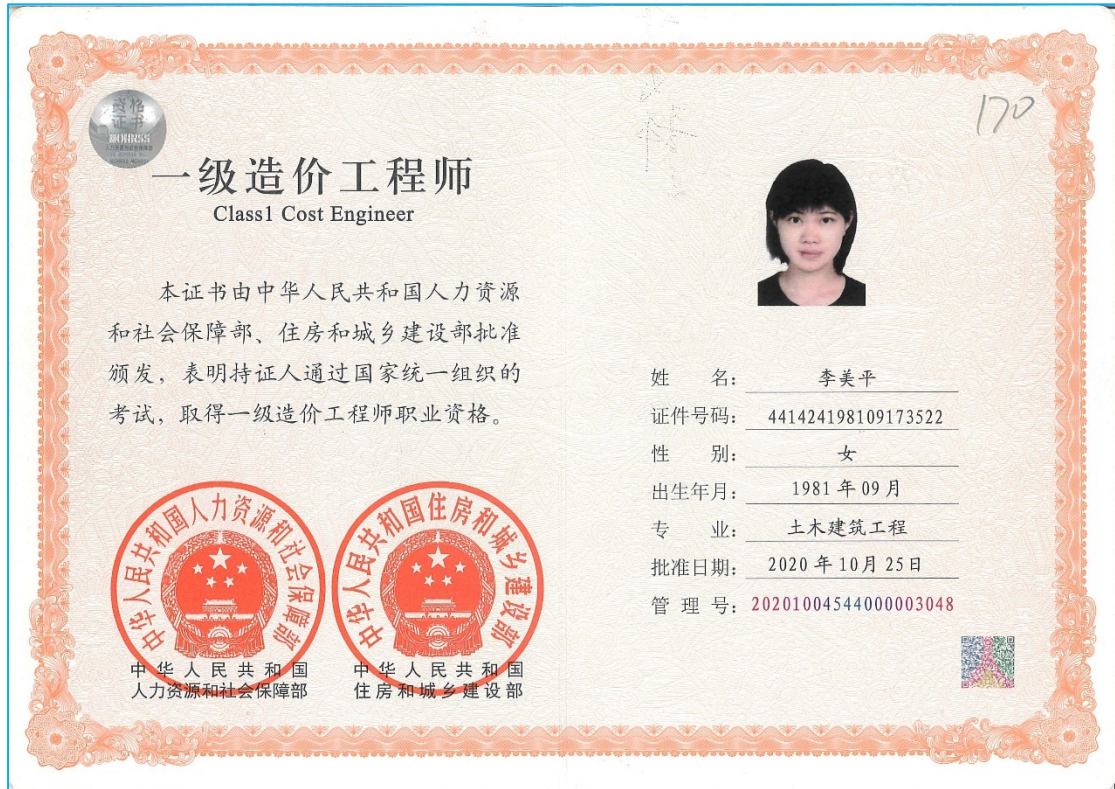 资格
证书
MOHRSS
一级造价工程师
Class1 Cost Engineer
本证书由中华人民共和国人力资源
和社会保障部、住房和城乡建设部批准
颁发，表明持证人通过国家统一组织的
考试，取得一级造价工程师职业资格。
中华人民共和国人力资源和社会保障部
中华人民共和国住房和城乡建设部
中华人民共和国
人力资源和社会保障部
中华人民共和国
住房和城乡建设部
170
姓 名： 李美平
证件号码： 441424198109173522
性 别： 女
出生年月： 1981年09月
专 业： 土木建筑工程
批准日期： 2020年10月25日
管 理 号： 20201004544000003048